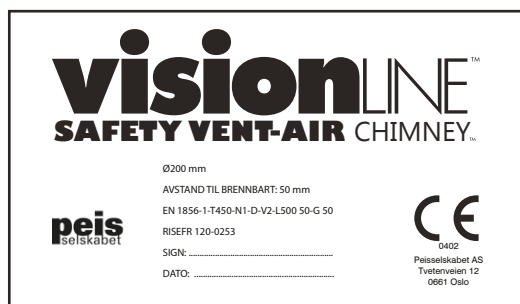 visionLINE™
SAFETY VENT-AIR CHIMNEY™
Ø200 mm
AVSTAND TIL BRENNBART: 50 mm
EN 1856-1-T450-N1-D-V2-L500 50-G 50
RISEFR 120-0253
SIGN: ..............................................................
DATO: ............................................................
peis
selskabet
CE
0402
Peisselskabet AS
Tvetenveien 12
0661 Oslo